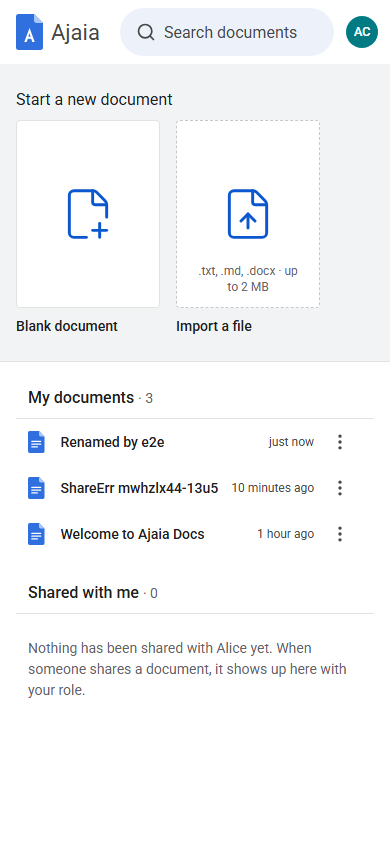 A Ajaia
Search documents
AC
Start a new document
.txt, .md, .docx · up
to 2 MB
Blank document
Import a file
My documents · 3
Renamed by e2e just now
ShareErr mwhzlx44-13u5 10 minutes ago
Welcome to Ajaia Docs 1 hour ago
Shared with me · 0
Nothing has been shared with Alice yet. When
someone shares a document, it shows up here with
your role.